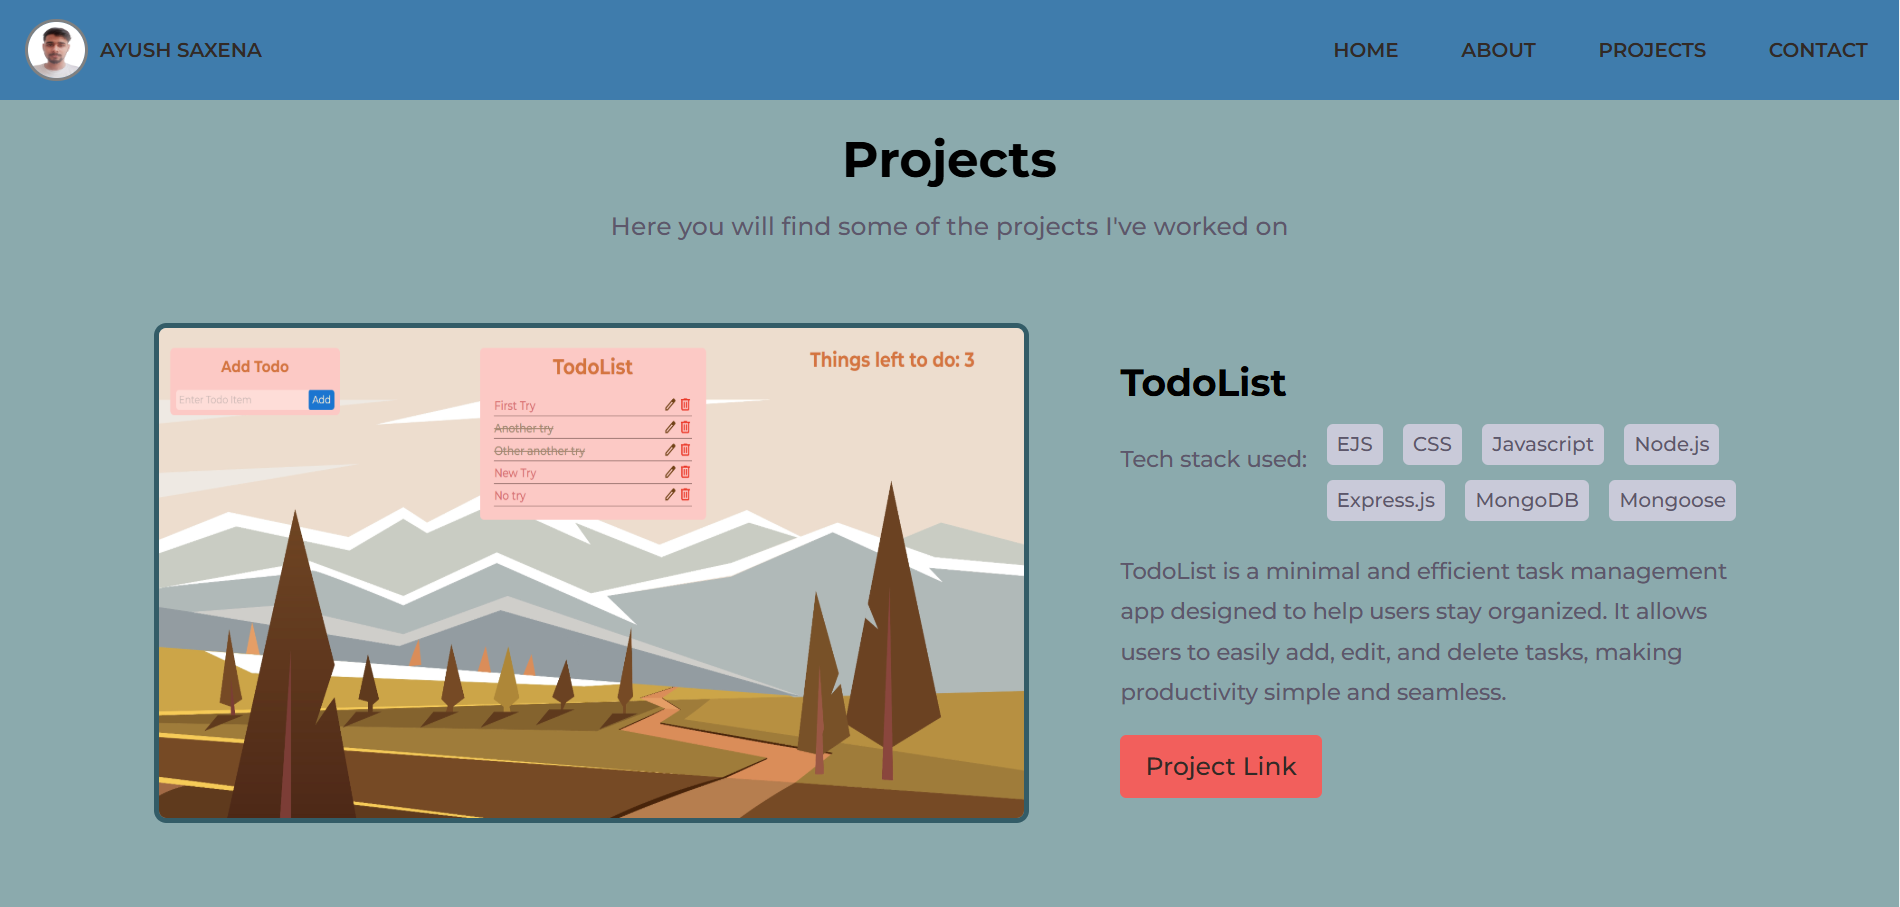 AYUSH SAXENA
HOME ABOUT PROJECTS CONTACT
Projects
Here you will find some of the projects I've worked on
Add Todo
Enter Todo Item Add
TodoList
First Try
Another try
Other another try
New Try
No try
Things left to do: 3
TodoList
Tech stack used:
EJS CSS Javascript Node.js
Express.js MongoDB Mongoose
TodoList is a minimal and efficient task management
app designed to help users stay organized. It allows
users to easily add, edit, and delete tasks, making
productivity simple and seamless.
Project Link